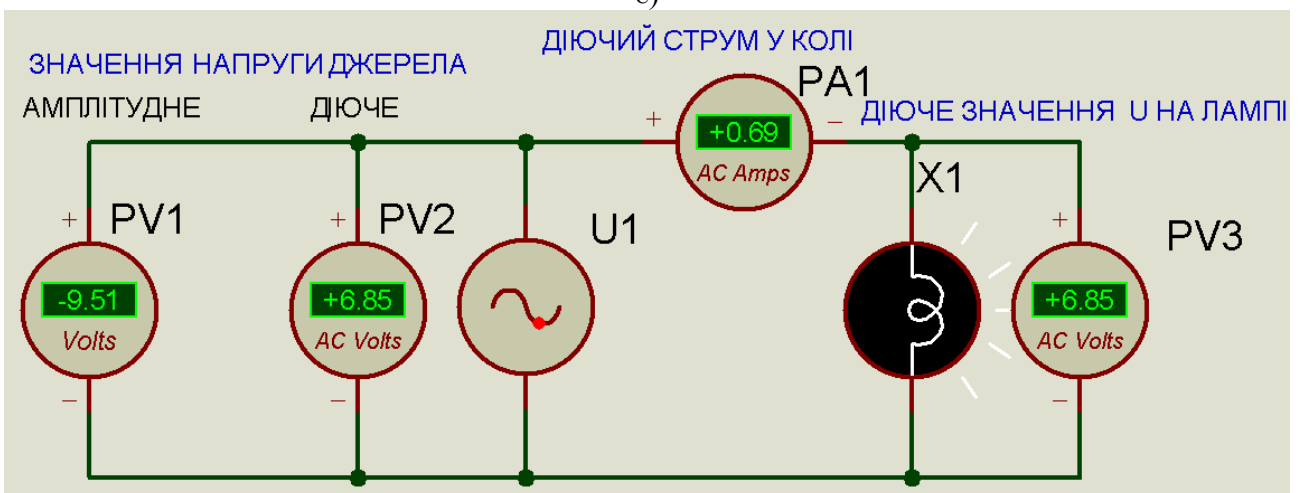 с)
ДІЮЧИЙ СТРУМ У КОЛІ
ЗНАЧЕННЯ НАПРУГИ ДЖЕРЕЛА
PA1
АМПЛІТУДНЕ ДІЮЧЕ
ДІЮЧЕ ЗНАЧЕННЯ U НА ЛАМПІ
+ +0.69 −
AC Amps
X1
+ PV1 + PV2 U1 + PV3
-9.51 +6.85 +6.85
Volts AC Volts AC Volts
− − −